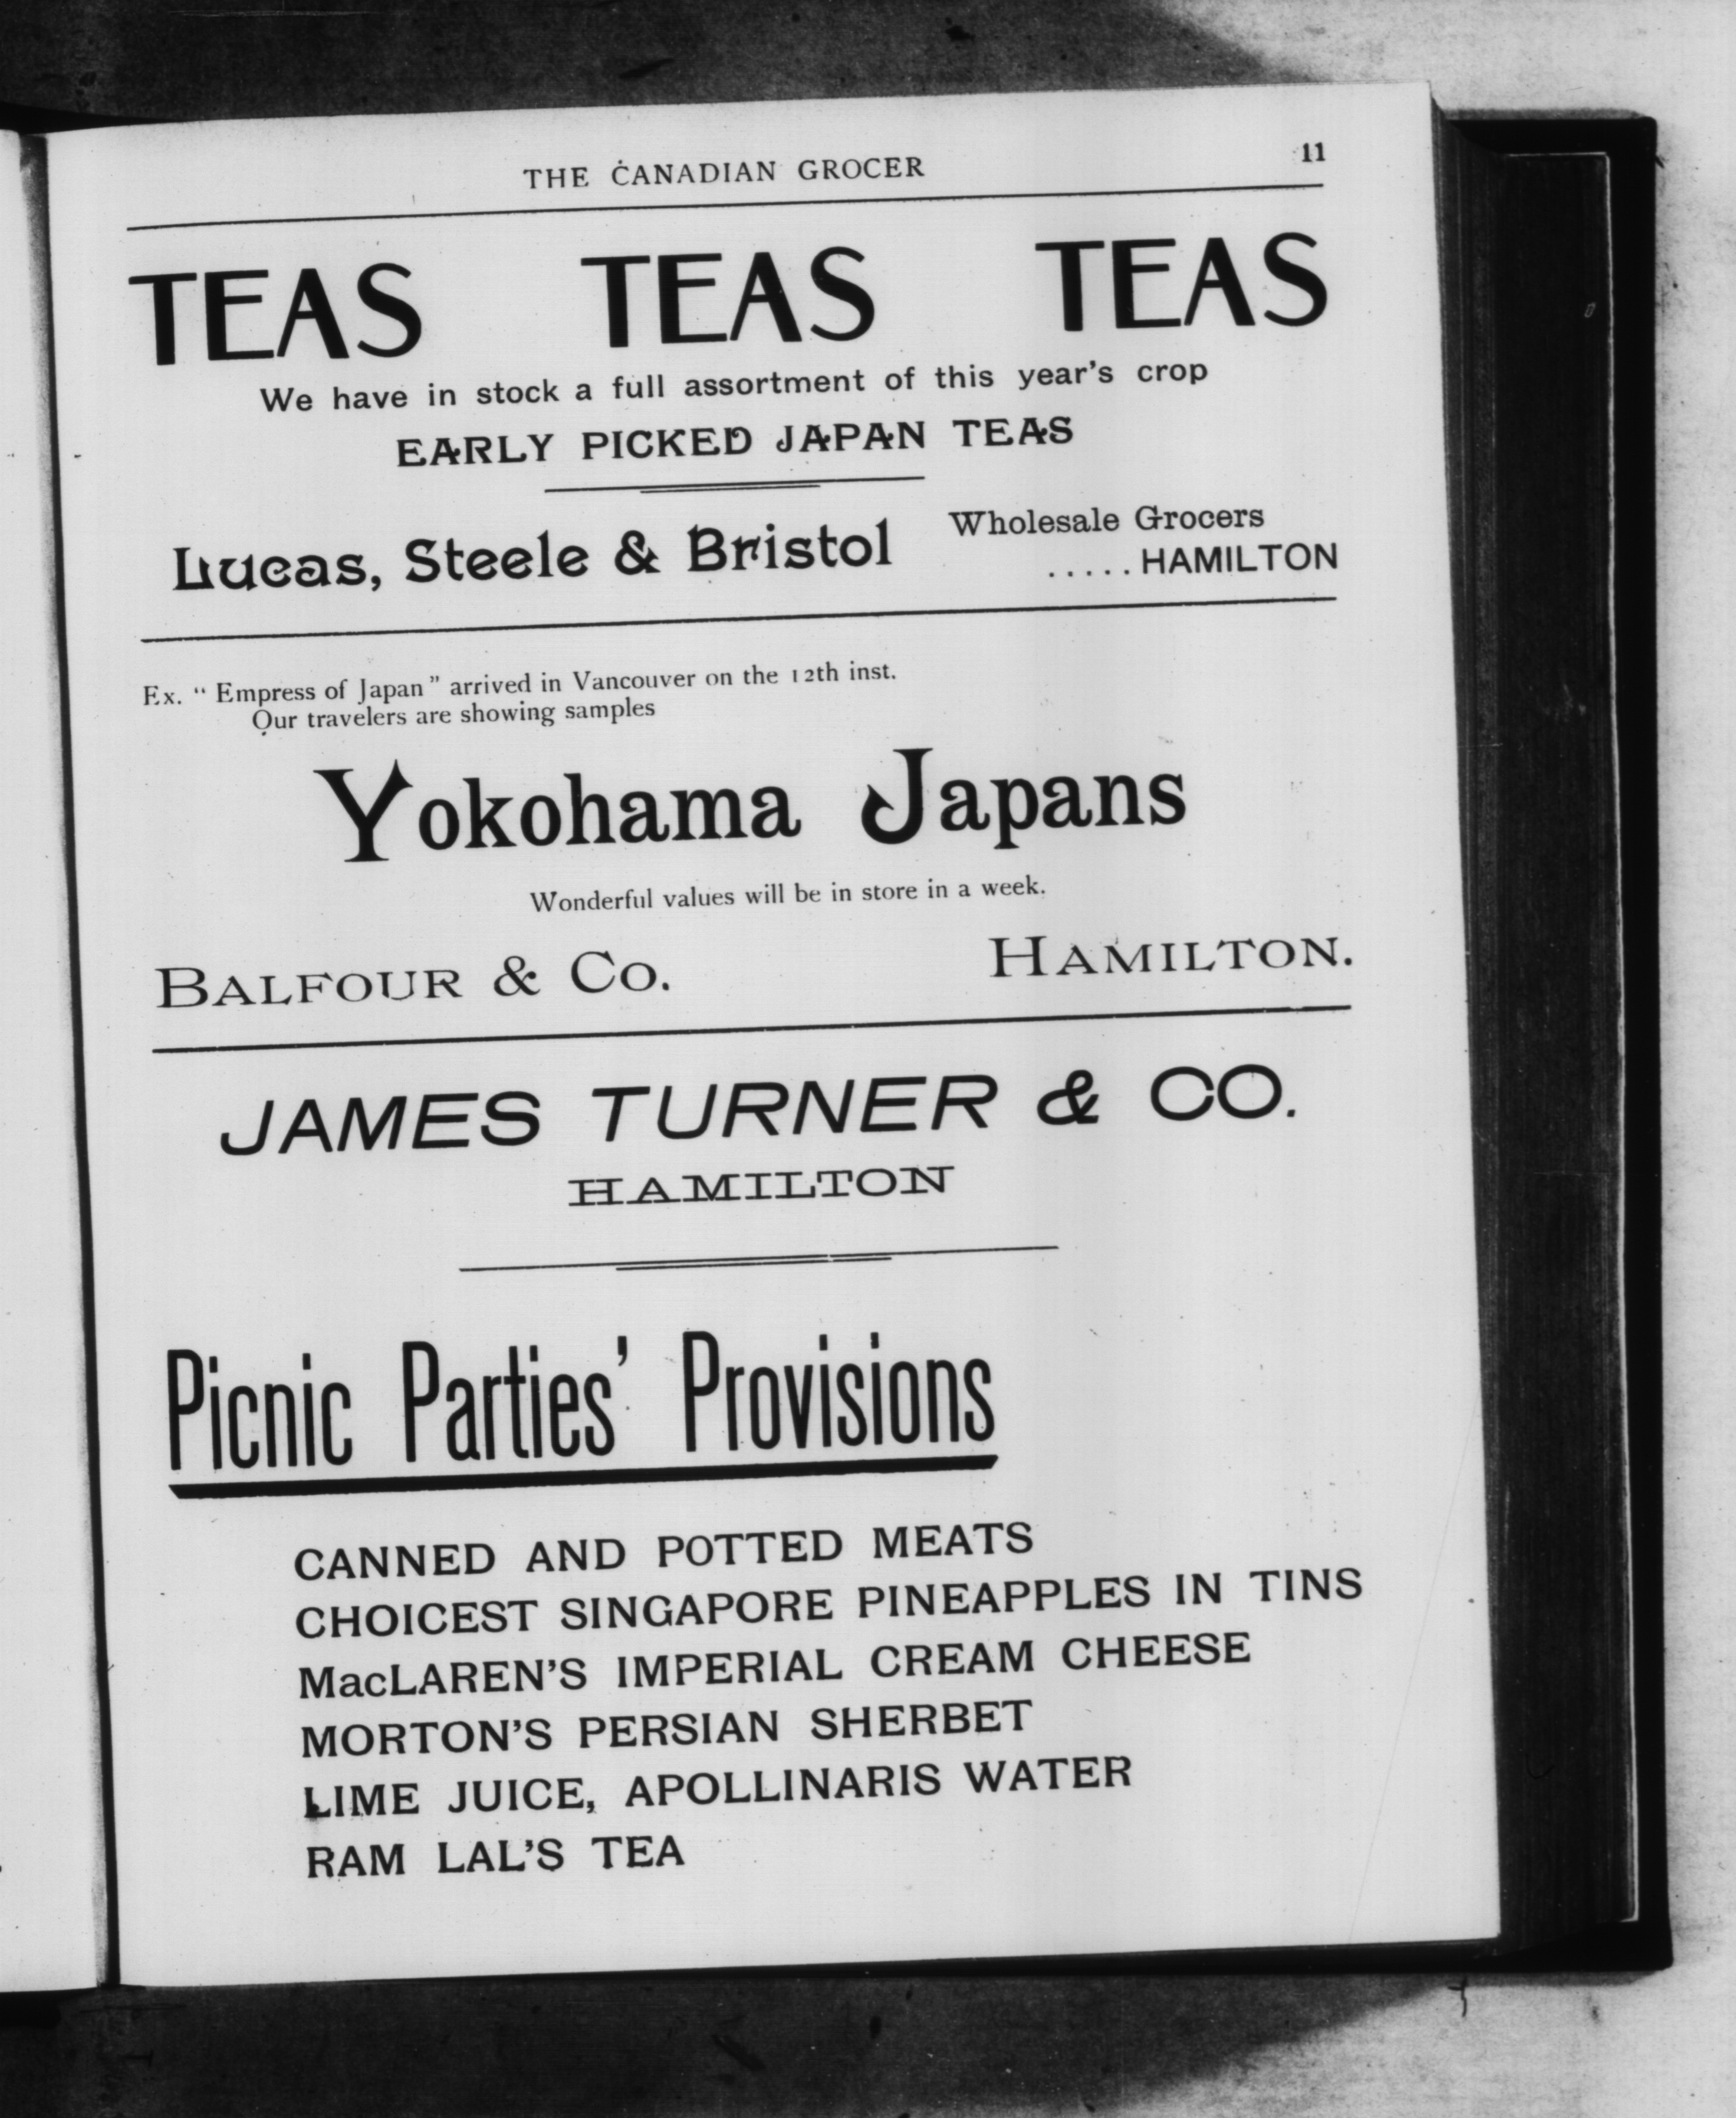 THE CANADIAN GROCER 11
TEAS TEAS TEAS
We have in stock a full assortment of this year's crop
EARLY PICKED JAPAN TEAS
Lucas, Steele & Bristol Wholesale Grocers
.....HAMILTON
Ex. " Empress of Japan " arrived in Vancouver on the 12th inst.
Our travelers are showing samples
Yokohama Japans
Wonderful values will be in store in a week.
BALFOUR & CO. HAMILTON.
JAMES TURNER & CO.
HAMILTON
Picnic Parties' Provisions
CANNED AND POTTED MEATS
CHOICEST SINGAPORE PINEAPPLES IN TINS
MacLAREN'S IMPERIAL CREAM CHEESE
MORTON'S PERSIAN SHERBET
LIME JUICE, APOLLINARIS WATER
RAM LAL'S TEA